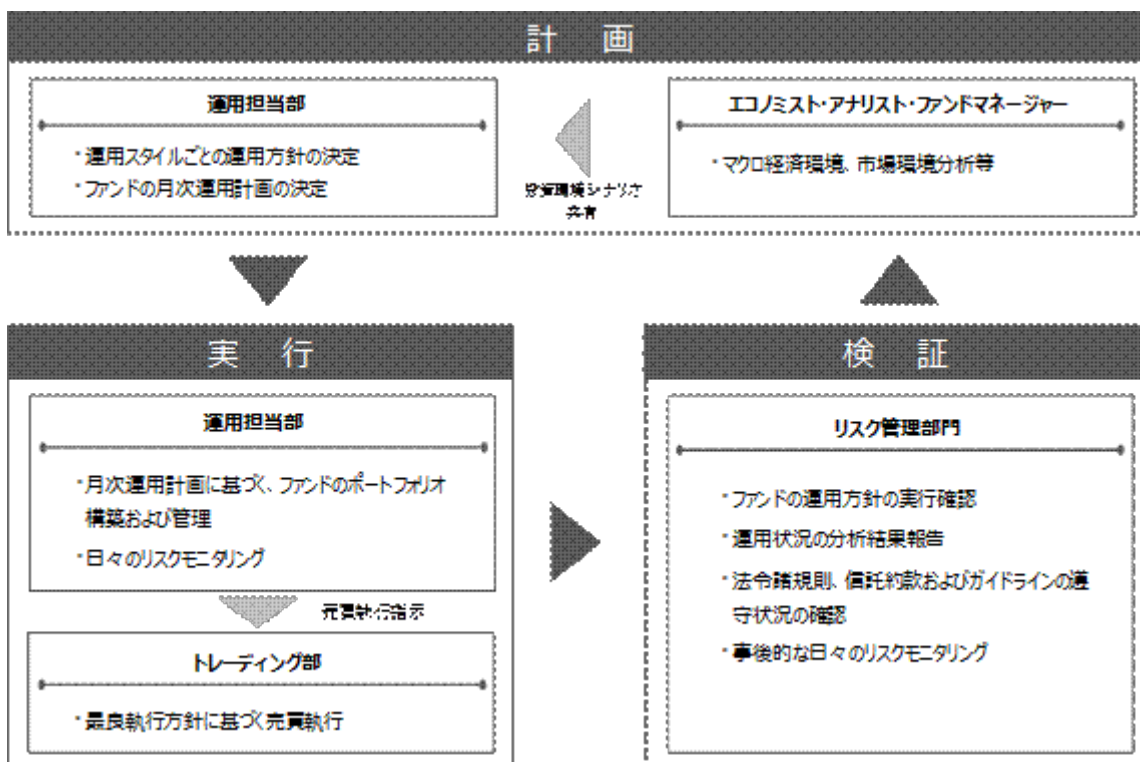 計 画
運用担当部
・運用スタイルごとの運用方針の決定
・ファンドの月次運用計画の決定
投資環境シナリオ
共有
エコノミスト・アナリスト・ファンドマネージャー
・マクロ経済環境、市場環境分析等
実 行
運用担当部
・月次運用計画に基づく、ファンドのポートフォリオ
構築および管理
・日々のリスクモニタリング
売買執行指示
トレーディング部
・最良執行方針に基づく売買執行
検 証
リスク管理部門
・ファンドの運用方針の実行確認
・運用状況の分析結果報告
・法令諸規則、信託約款およびガイドラインの遵
守状況の確認
・事後的な日々のリスクモニタリング